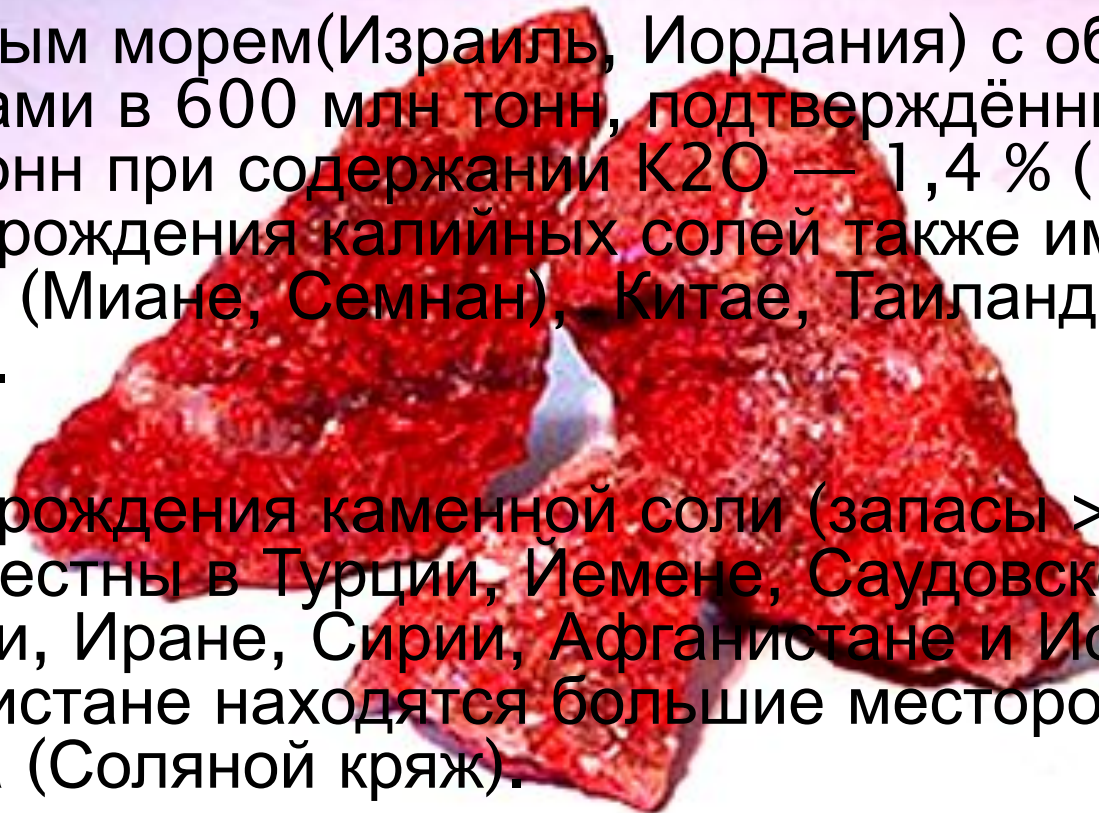 ым морем(Израиль, Иордания) с об
ами в 600 млн тонн, подтверждённ
онн при содержании K2O — 1,4 % (
рождения калийных солей также им
(Миане, Семнан), Китае, Таиланд
.
рождения каменной соли (запасы >
естны в Турции, Йемене, Саудовск
и, Иране, Сирии, Афганистане и Ис
истане находятся большие месторо
(Соляной кряж).